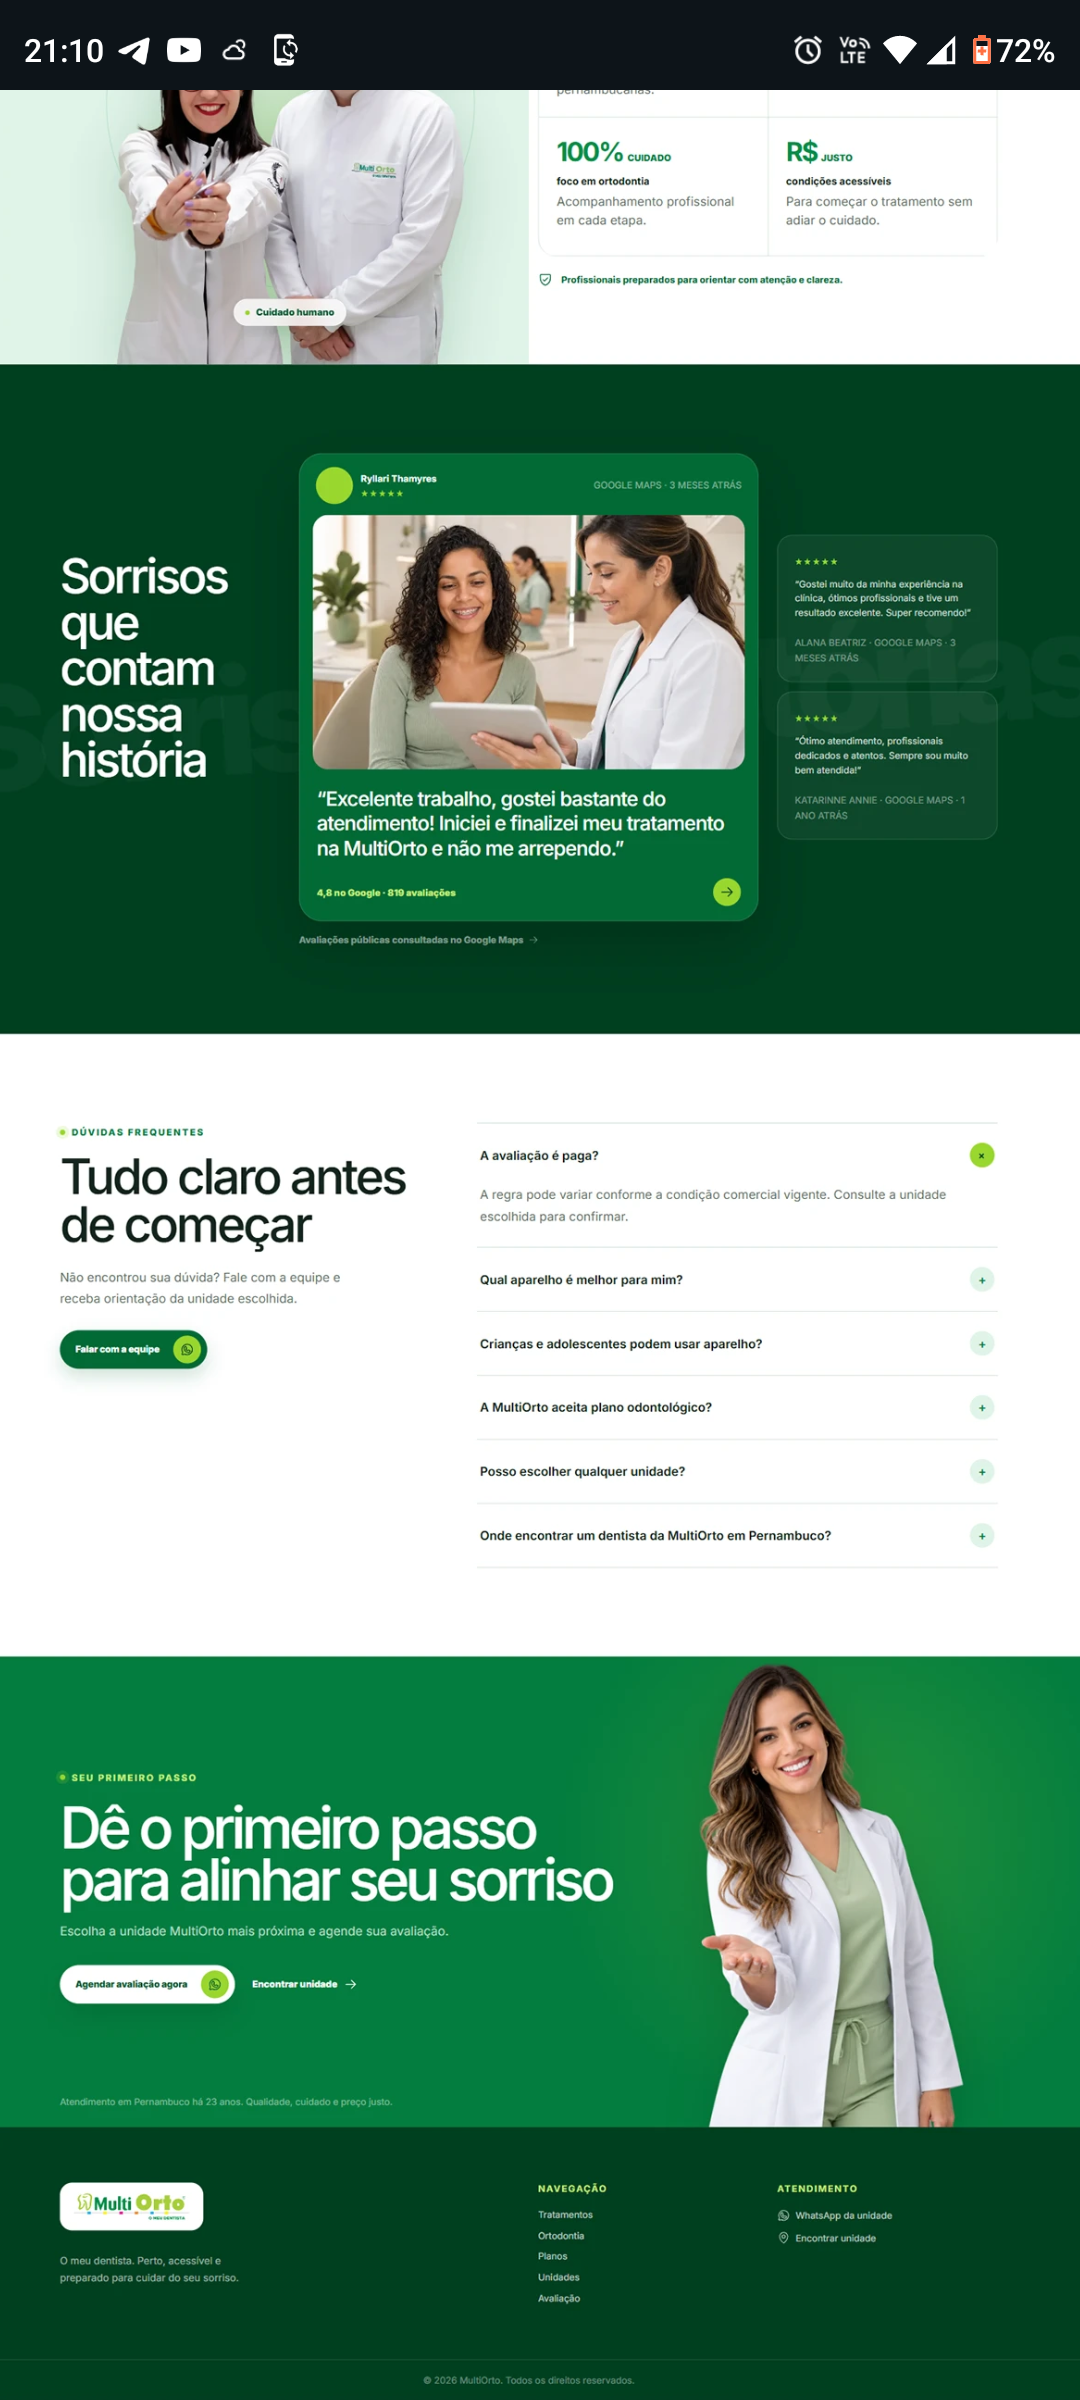 21:10
Vo
LTE
72%
pernambucanas.
100% CUIDADO
foco em ortodontia
Acompanhamento profissional
em cada etapa.
R$ JUSTO
condições acessíveis
Para começar o tratamento sem
adiar o cuidado.
Profissionais preparados para orientar com atenção e clareza.
Multi Orto
Cuidado humano
Sorrisos
que
contam
nossa
história
Ryllari Thamyres
★★★★★
GOOGLE MAPS · 3 MESES ATRÁS
“Excelente trabalho, gostei bastante do
atendimento! Iniciei e finalizei meu tratamento
na MultiOrto e não me arrependo.”
4,8 no Google · 819 avaliações
Avaliações públicas consultadas no Google Maps →
★★★★★
“Gostei muito da minha experiência na
clínica, ótimos profissionais e tive um
resultado excelente. Super recomendo!”
ALANA BEATRIZ · GOOGLE MAPS · 3
MESES ATRÁS
★★★★★
“Ótimo atendimento, profissionais
dedicados e atentos. Sempre sou muito
bem atendida!”
KATARINNE ANNIE · GOOGLE MAPS · 1
ANO ATRÁS
DÚVIDAS FREQUENTES
Tudo claro antes
de começar
Não encontrou sua dúvida? Fale com a equipe e
receba orientação da unidade escolhida.
Falar com a equipe
A avaliação é paga?
A regra pode variar conforme a condição comercial vigente. Consulte a unidade
escolhida para confirmar.
Qual aparelho é melhor para mim?
Crianças e adolescentes podem usar aparelho?
A MultiOrto aceita plano odontológico?
Posso escolher qualquer unidade?
Onde encontrar um dentista da MultiOrto em Pernambuco?
SEU PRIMEIRO PASSO
Dê o primeiro passo
para alinhar seu sorriso
Escolha a unidade MultiOrto mais próxima e agende sua avaliação.
Agendar avaliação agora
Encontrar unidade →
Atendimento em Pernambuco há 23 anos. Qualidade, cuidado e preço justo.
Multi Orto
O MEU DENTISTA
O meu dentista. Perto, acessível e
preparado para cuidar do seu sorriso.
NAVEGAÇÃO
Tratamentos
Ortodontia
Planos
Unidades
Avaliação
ATENDIMENTO
WhatsApp da unidade
Encontrar unidade
© 2026 MultiOrto. Todos os direitos reservados.